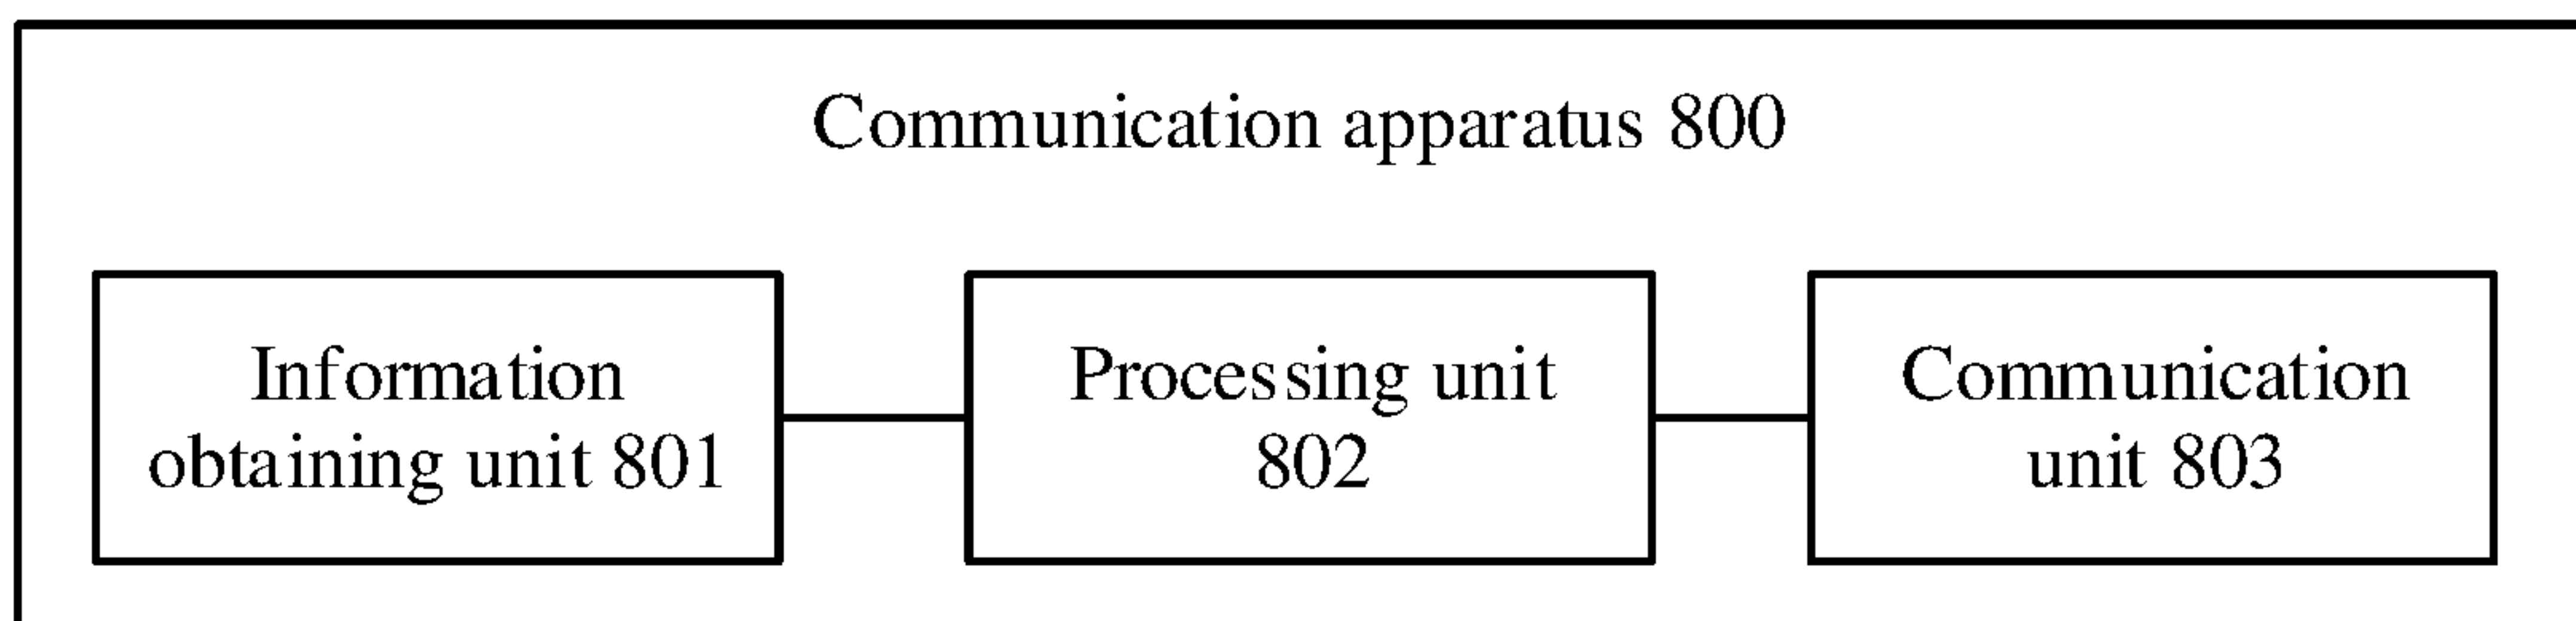 Communication apparatus 800
Information
obtaining unit 801
Processing unit
802
Communication
unit 803